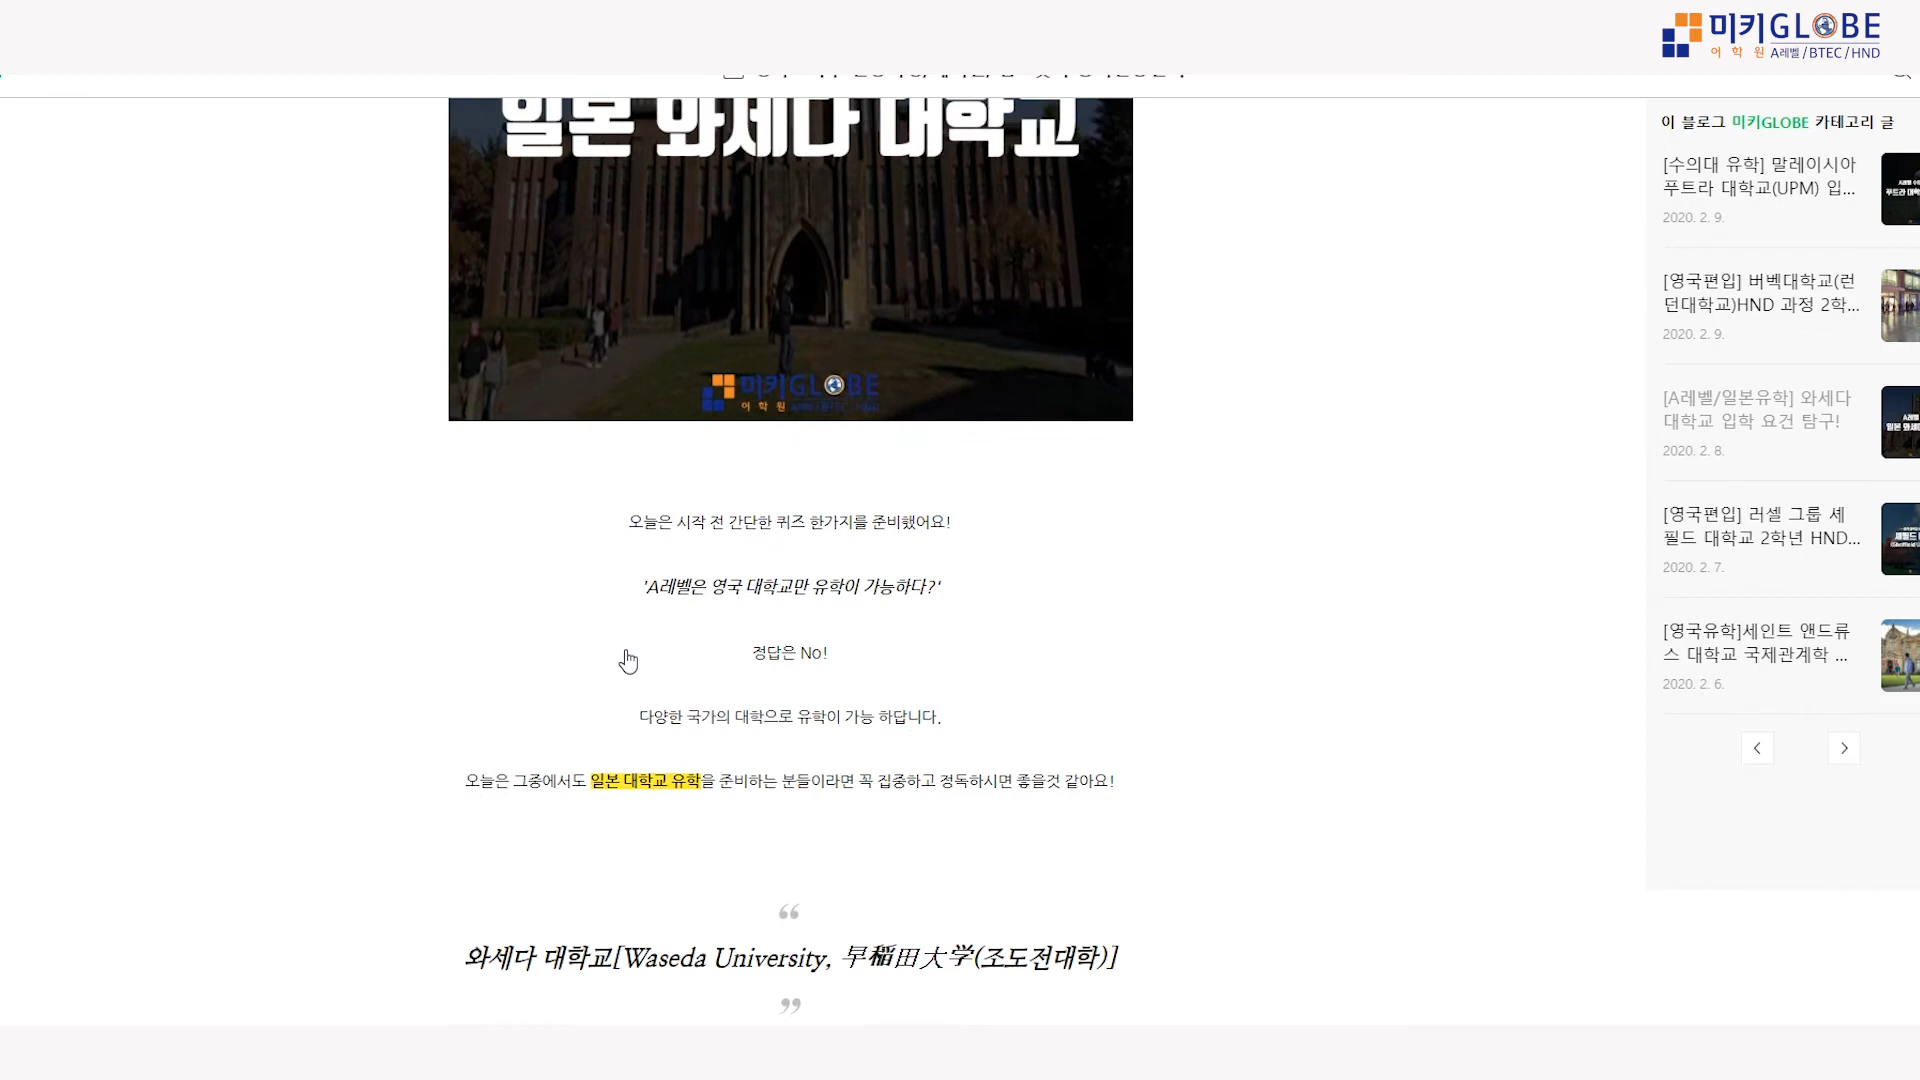 미키GLOBE
어 학 원 A레벨/BTEC/HND
일본 와세다 대학교
미키GLOBE
어 학 원 A레벨/BTEC/HND
오늘은 시작 전 간단한 퀴즈 한가지를 준비했어요!
'A레벨은 영국 대학교만 유학이 가능하다?'
정답은 No!
다양한 국가의 대학으로 유학이 가능 하답니다.
오늘은 그중에서도 일본 대학교 유학을 준비하는 분들이라면 꼭 집중하고 정독하시면 좋을것 같아요!
“
와세다 대학교[Waseda University, 早稲田大学(조도전대학)]
”
이 블로그 미키GLOBE 카테고리 글
[수의대 유학] 말레이시아
푸트라 대학교(UPM) 입...
2020. 2. 9.
[영국편입] 버벡대학교(런
던대학교)HND 과정 2학...
2020. 2. 9.
[A레벨/일본유학] 와세다
대학교 입학 요건 탐구!
2020. 2. 8.
[영국편입] 러셀 그룹 셰
필드 대학교 2학년 HND...
2020. 2. 7.
[영국유학]세인트 앤드류
스 대학교 국제관계학 ...
2020. 2. 6.